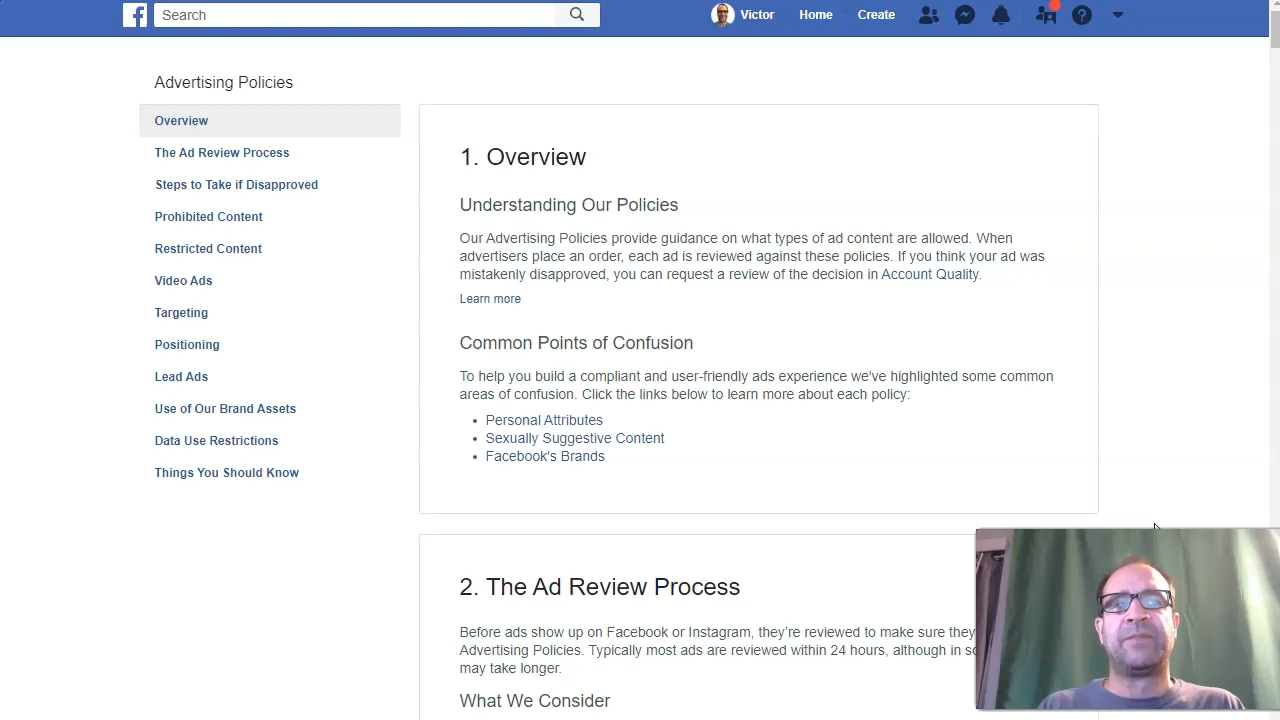 Search
Victor
Home
Create
Advertising Policies
Overview
The Ad Review Process
Steps to Take if Disapproved
Prohibited Content
Restricted Content
Video Ads
Targeting
Positioning
Lead Ads
Use of Our Brand Assets
Data Use Restrictions
Things You Should Know
1. Overview
Understanding Our Policies
Our Advertising Policies provide guidance on what types of ad content are allowed. When
advertisers place an order, each ad is reviewed against these policies. If you think your ad was
mistakenly disapproved, you can request a review of the decision in Account Quality.
Learn more
Common Points of Confusion
To help you build a compliant and user-friendly ads experience we've highlighted some common
areas of confusion. Click the links below to learn more about each policy:
• Personal Attributes
• Sexually Suggestive Content
• Facebook's Brands
2. The Ad Review Process
Before ads show up on Facebook or Instagram, they’re reviewed to make sure they
Advertising Policies. Typically most ads are reviewed within 24 hours, although in
may take longer.
What We Consider